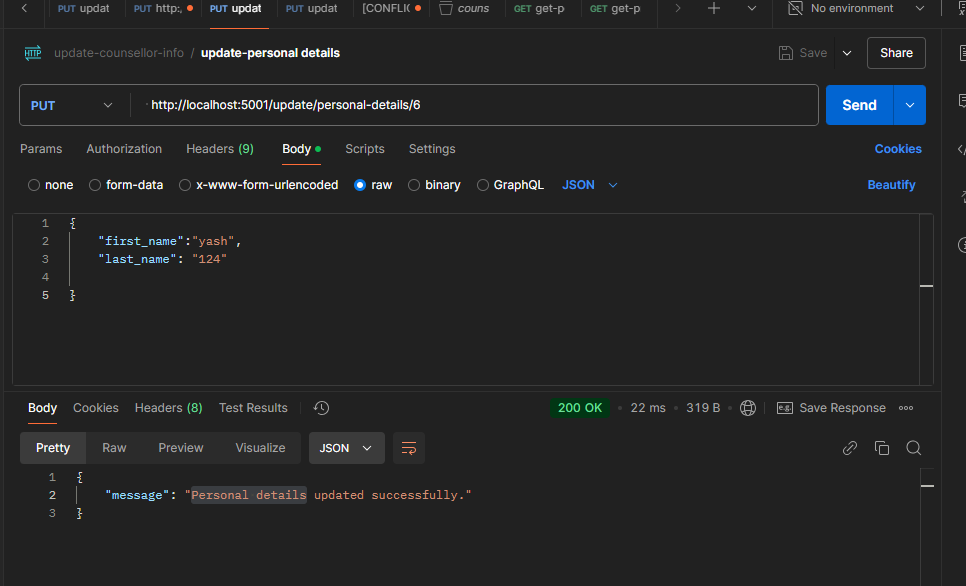 PUT updat PUT http:, PUT updat PUT updat [CONFLIC couns GET get-p GET get-p No environment
HTTP update-counsellor-info / update-personal details Save Share
PUT http://localhost:5001/update/personal-details/6 Send
Params Authorization Headers (9) Body Scripts Settings Cookies
none form-data x-www-form-urlencoded raw binary GraphQL JSON Beautify
1 {
2 "first_name":"yash",
3 "last_name": "124"
4
5 }
Body Cookies Headers (8) Test Results 200 OK 22 ms 319 B e.g. Save Response
Pretty Raw Preview Visualize JSON
1 {
2 "message": "Personal details updated successfully."
3 }